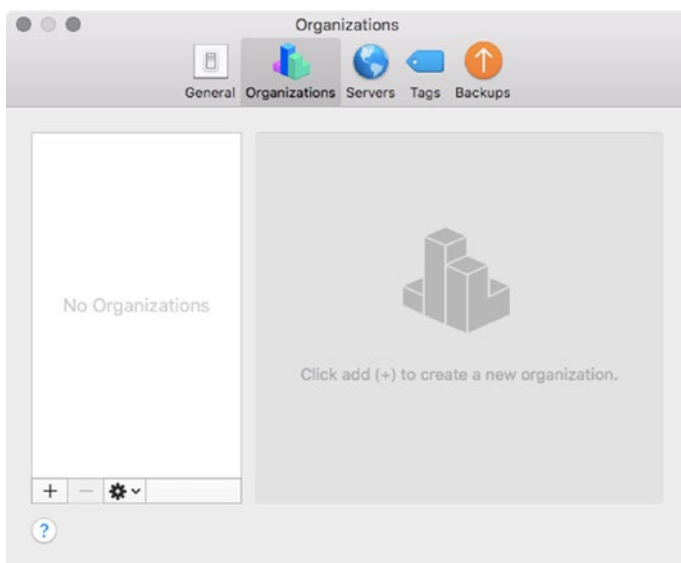 Organizations
General Organizations Servers Tags Backups
No Organizations
Click add (+) to create a new organization.
+ −
?